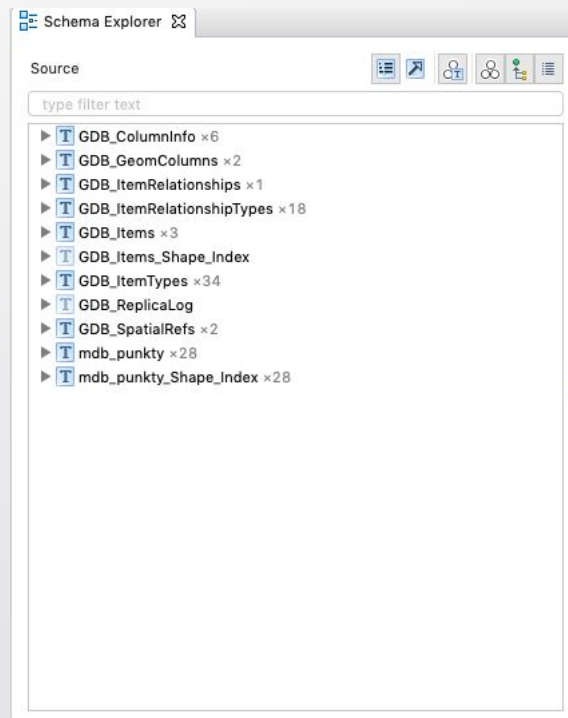 Schema Explorer
Source
type filter text
T GDB_ColumnInfo ×6
T GDB_GeomColumns ×2
T GDB_ItemRelationships ×1
T GDB_ItemRelationshipTypes ×18
T GDB_Items ×3
T GDB_Items_Shape_Index
T GDB_ItemTypes ×34
T GDB_ReplicaLog
T GDB_SpatialRefs ×2
T mdb_punkty ×28
T mdb_punkty_Shape_Index ×28